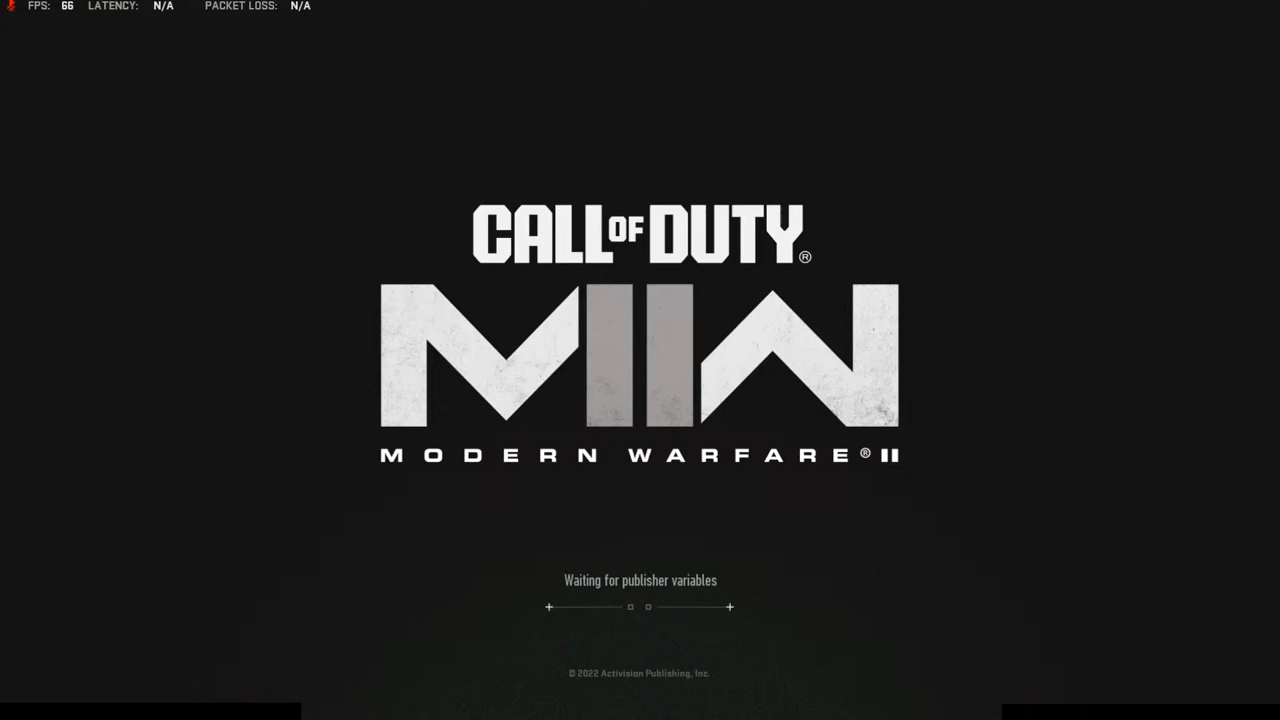 FPS: 66 LATENCY: N/A PACKET LOSS: N/A
CALL OF DUTY®
MIIW
MODERN WARFARE® II
Waiting for publisher variables
© 2022 Activision Publishing, Inc.